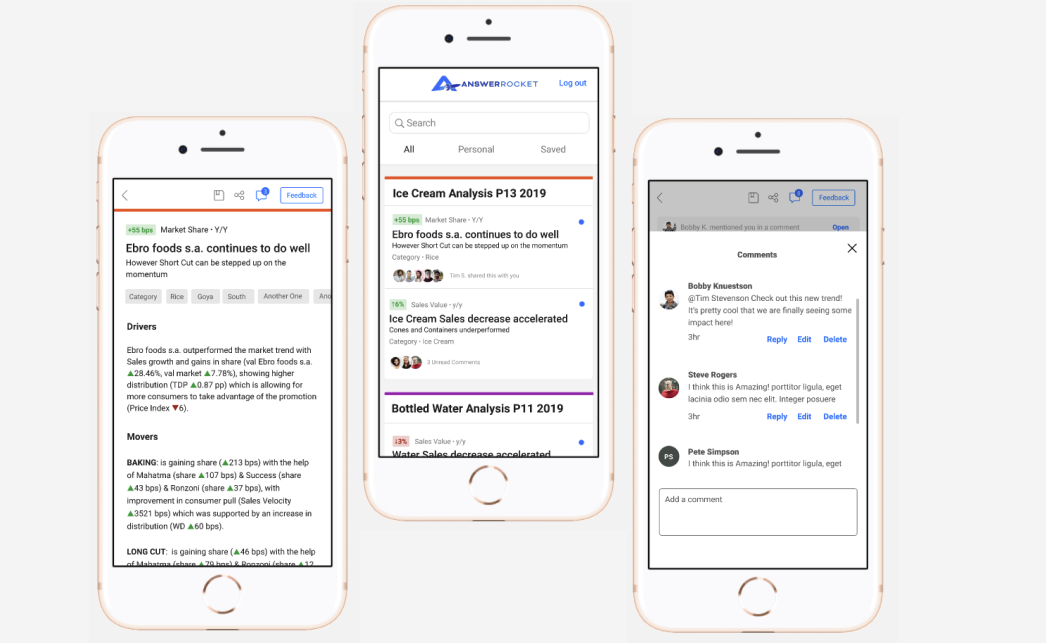 3
Feedback
+55 bps Market Share • Y/Y
Ebro foods s.a. continues to do well
However Short Cut can be stepped up on the
momentum
Category Rice Goya South Another One Ano
Drivers
Ebro foods s.a. outperformed the market trend with
Sales growth and gains in share (val Ebro foods s.a.
▲28.46%, val market ▲7.78%), showing higher
distribution (TDP ▲0.87 pp) which is allowing for
more consumers to take advantage of the promotion
(Price Index ▼6).
Movers
BAKING: is gaining share (▲213 bps) with the help
of Mahatma (share ▲107 bps) & Success (share
▲43 bps) & Ronzoni (share ▲37 bps), with
improvement in consumer pull (Sales Velocity
▲3521 bps) which was supported by an increase in
distribution (WD ▲60 bps).
LONG CUT: is gaining share (▲46 bps) with the help
of Mahatma (share ▲79 bps) & Ronzoni (share ▲12
ANSWERROCKET
Log out
Search
All Personal Saved
Ice Cream Analysis P13 2019
+55 bps Market Share • Y/Y
Ebro foods s.a. continues to do well
However Short Cut can be stepped up on the momentum
Category • Rice
Tim S. shared this with you
↑6% Sales Value • y/y
Ice Cream Sales decrease accelerated
Cones and Containers underperformed
Category • Ice Cream
3 Unread Comments
Bottled Water Analysis P11 2019
↓3% Sales Value • y/y
Water Sales decrease accelerated
Feedback
Bobby K. mentioned you in a comment Open
Comments
Bobby Knuestson
@Tim Stevenson Check out this new trend!
It's pretty cool that we are finally seeing some
impact here!
3hr Reply Edit Delete
Steve Rogers
I think this is Amazing! porttitor ligula, eget
lacinia odio sem nec elit. Integer posuere
3hr Reply Edit Delete
PS
Pete Simpson
I think this is Amazing! porttitor ligula, eget
Add a comment